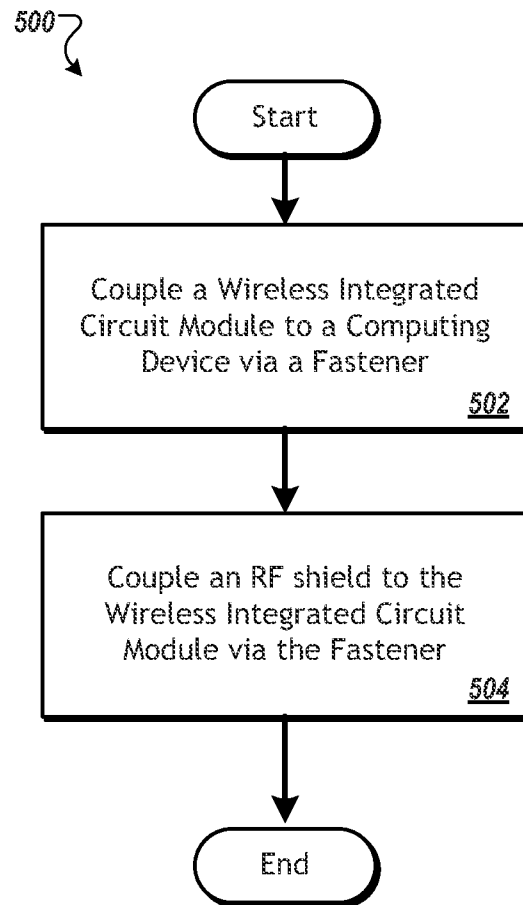 500
Start
Couple a Wireless Integrated
Circuit Module to a Computing
Device via a Fastener
502
Couple an RF shield to the
Wireless Integrated Circuit
Module via the Fastener
504
End